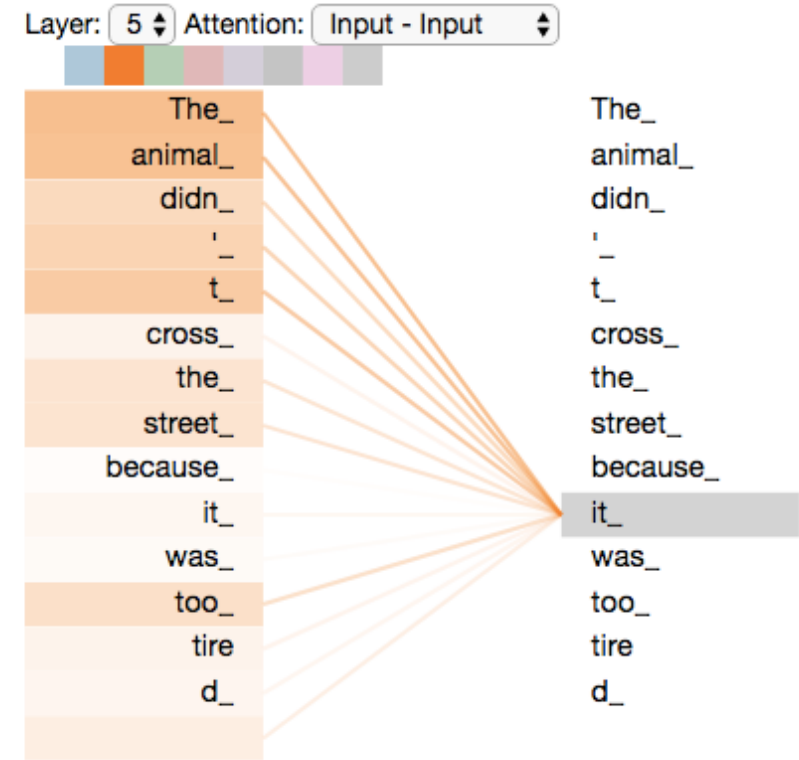 Layer: 5 Attention: Input - Input
The_ The_
animal_ animal_
didn_ didn_
'_ '_
t_ t_
cross_ cross_
the_ the_
street_ street_
because_ because_
it_ it_
was_ was_
too_ too_
tire tire
d_ d_